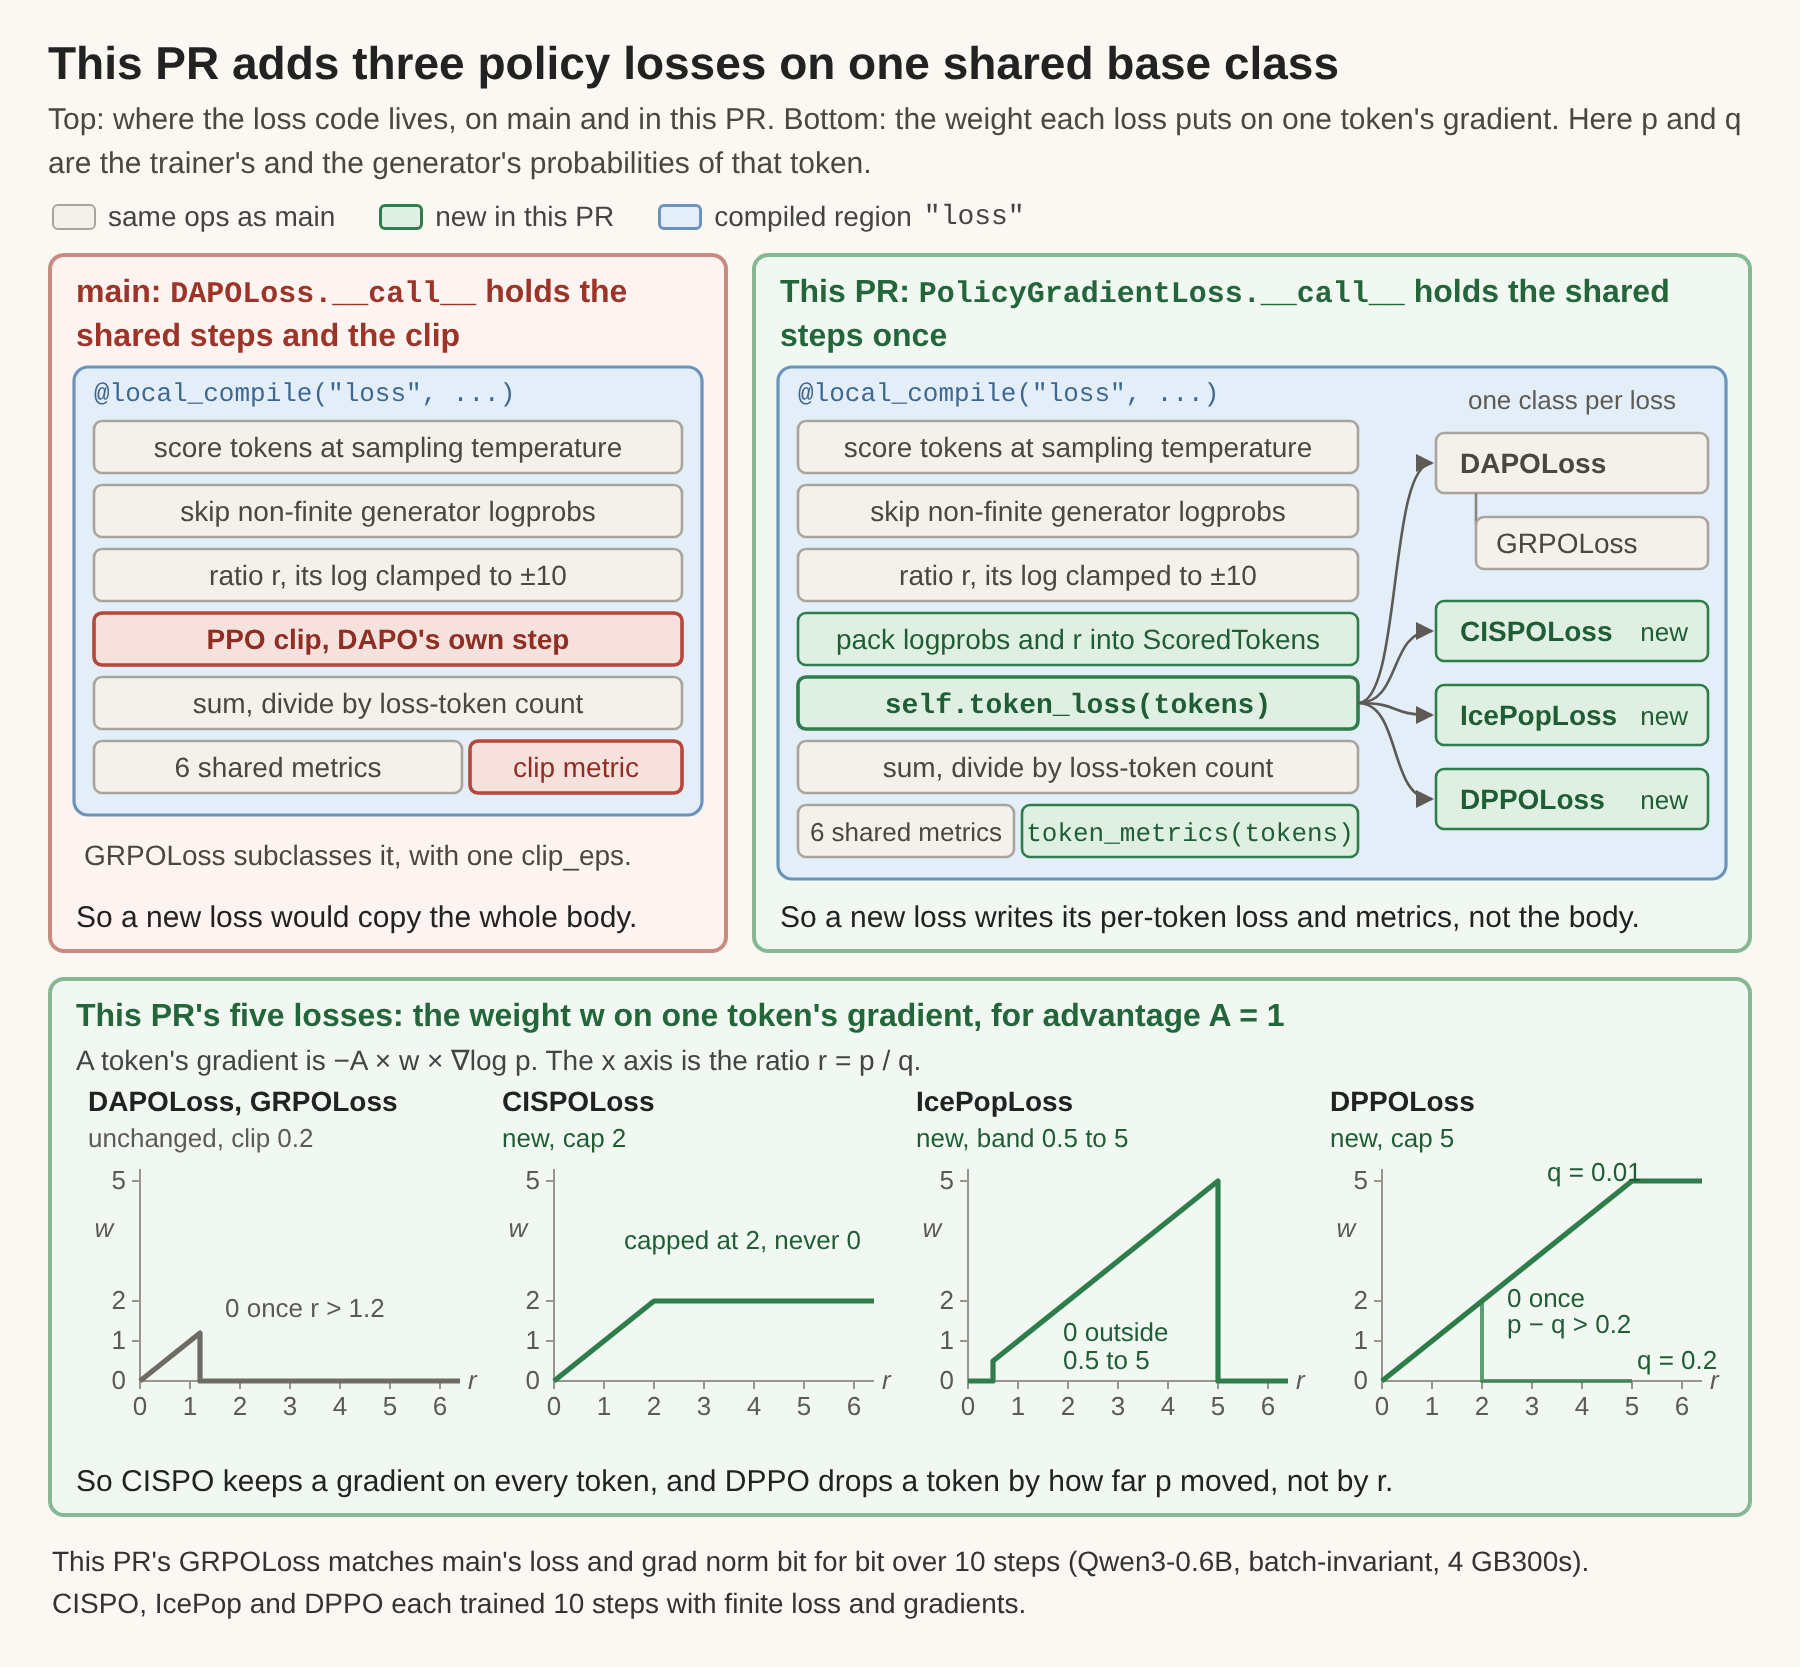 This PR adds three policy losses on one shared base class
Top: where the loss code lives, on main and in this PR. Bottom: the weight each loss puts on one token's gradient. Here p and q
are the trainer's and the generator's probabilities of that token.
same ops as main
new in this PR
compiled region "loss"
main: DAPOLoss.__call__ holds the
shared steps and the clip
@local_compile("loss", ...)
score tokens at sampling temperature
skip non-finite generator logprobs
ratio r, its log clamped to ±10
PPO clip, DAPO's own step
sum, divide by loss-token count
6 shared metrics
clip metric
GRPOLoss subclasses it, with one clip_eps.
So a new loss would copy the whole body.
This PR: PolicyGradientLoss.__call__ holds the shared
steps once
@local_compile("loss", ...)
score tokens at sampling temperature
skip non-finite generator logprobs
ratio r, its log clamped to ±10
pack logprobs and r into ScoredTokens
self.token_loss(tokens)
sum, divide by loss-token count
6 shared metrics
token_metrics(tokens)
one class per loss
DAPOLoss
GRPOLoss
CISPOLoss new
IcePopLoss new
DPPOLoss new
So a new loss writes its per-token loss and metrics, not the body.
This PR's five losses: the weight w on one token's gradient, for advantage A = 1
A token's gradient is −A × w × ∇log p. The x axis is the ratio r = p / q.
DAPOLoss, GRPOLoss
unchanged, clip 0.2
5
w
2
1
0
0 once r > 1.2
r
0 1 2 3 4 5 6
CISPOLoss
new, cap 2
5
w
2
1
0
capped at 2, never 0
r
0 1 2 3 4 5 6
IcePopLoss
new, band 0.5 to 5
5
w
2
1
0
0 outside
0.5 to 5
r
0 1 2 3 4 5 6
DPPOLoss
new, cap 5
5
w
2
1
0
q = 0.01
0 once
p − q > 0.2
q = 0.2
r
0 1 2 3 4 5 6
So CISPO keeps a gradient on every token, and DPPO drops a token by how far p moved, not by r.
This PR's GRPOLoss matches main's loss and grad norm bit for bit over 10 steps (Qwen3-0.6B, batch-invariant, 4 GB300s).
CISPO, IcePop and DPPO each trained 10 steps with finite loss and gradients.